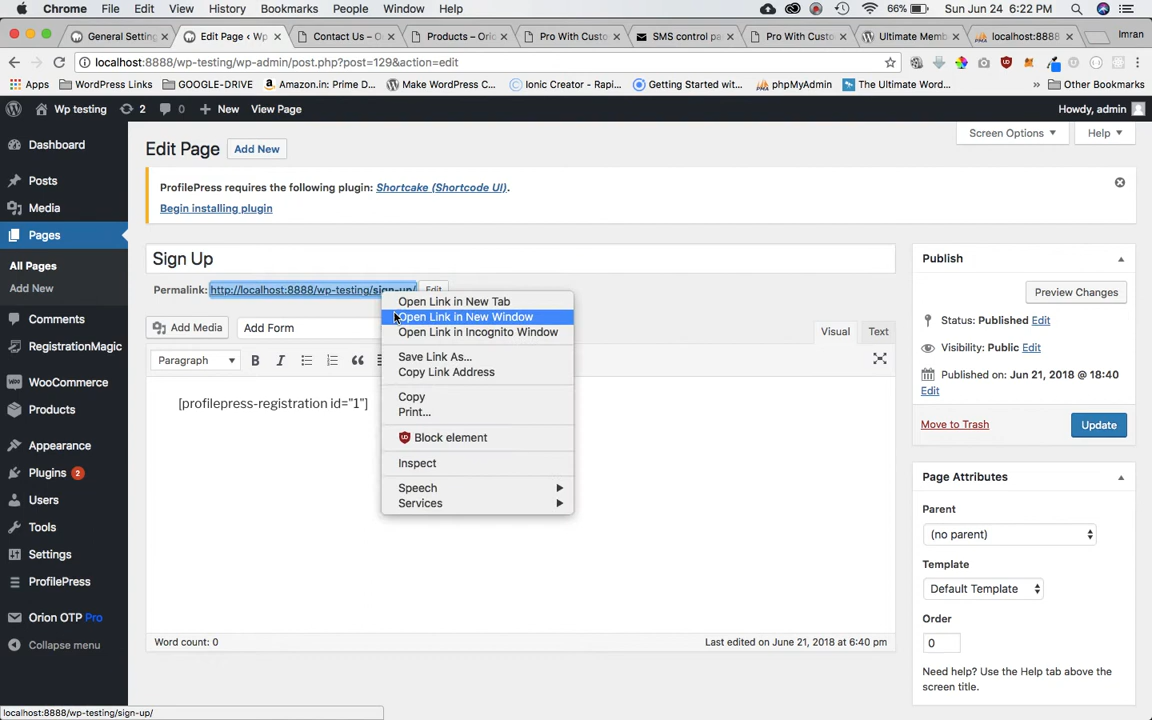 Chrome File Edit View History Bookmarks People Window Help 66% Sun Jun 24 6:22 PM
General Setting Edit Page ‹ Wp Contact Us – O Products – Orio Pro With Custo SMS control pa Pro With Custo Ultimate Memb localhost:8888 Imran
localhost:8888/wp-testing/wp-admin/post.php?post=129&action=edit
Apps WordPress Links GOOGLE-DRIVE Amazon.in: Prime D... Make WordPress C... Ionic Creator - Rapi... Getting Started wit... phpMyAdmin The Ultimate Word... » Other Bookmarks
Wp testing 2 0 New View Page Howdy, admin
Screen Options Help
Dashboard
Posts
Media
Pages
All Pages
Add New
Comments
RegistrationMagic
WooCommerce
Products
Appearance
Plugins 2
Users
Tools
Settings
ProfilePress
Orion OTP Pro
Collapse menu
Edit Page Add New
ProfilePress requires the following plugin: Shortcake (Shortcode UI).
Begin installing plugin
Sign Up
Permalink: http://localhost:8888/wp-testing/sign-up/ Edit
Add Media Add Form Visual Text
Paragraph B I
[profilepress-registration id="1"]
Open Link in New Tab
Open Link in New Window
Open Link in Incognito Window
Save Link As...
Copy Link Address
Copy
Print...
Block element
Inspect
Speech
Services
Word count: 0 Last edited on June 21, 2018 at 6:40 pm
Publish
Preview Changes
Status: Published Edit
Visibility: Public Edit
Published on: Jun 21, 2018 @ 18:40
Edit
Move to Trash Update
Page Attributes
Parent
(no parent)
Template
Default Template
Order
0
Need help? Use the Help tab above the
screen title.
localhost:8888/wp-testing/sign-up/